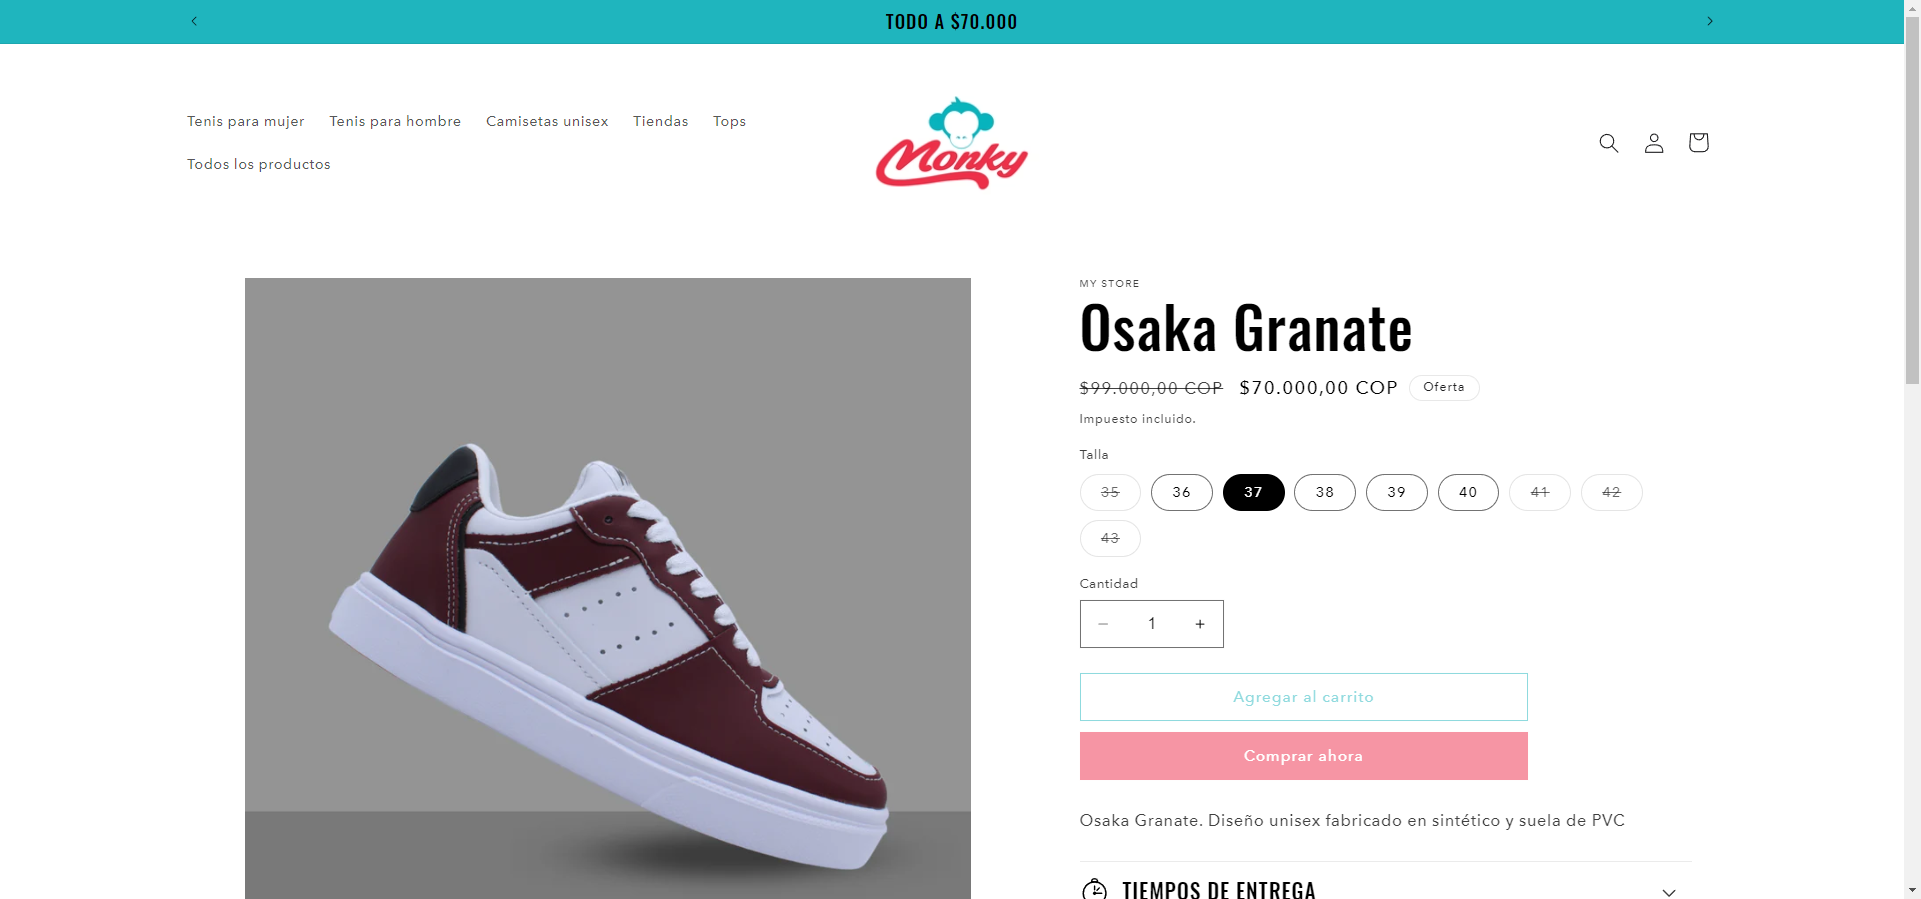 TODO A $70.000
Tenis para mujer
Tenis para hombre
Camisetas unisex
Tiendas
Tops
Todos los productos
Monky
MY STORE
Osaka Granate
$99.000,00 COP $70.000,00 COP Oferta
Impuesto incluido.
Talla
35 36 37 38 39 40 41 42
43
Cantidad
− 1 +
Agregar al carrito
Comprar ahora
Osaka Granate. Diseño unisex fabricado en sintético y suela de PVC
TIEMPOS DE ENTREGA